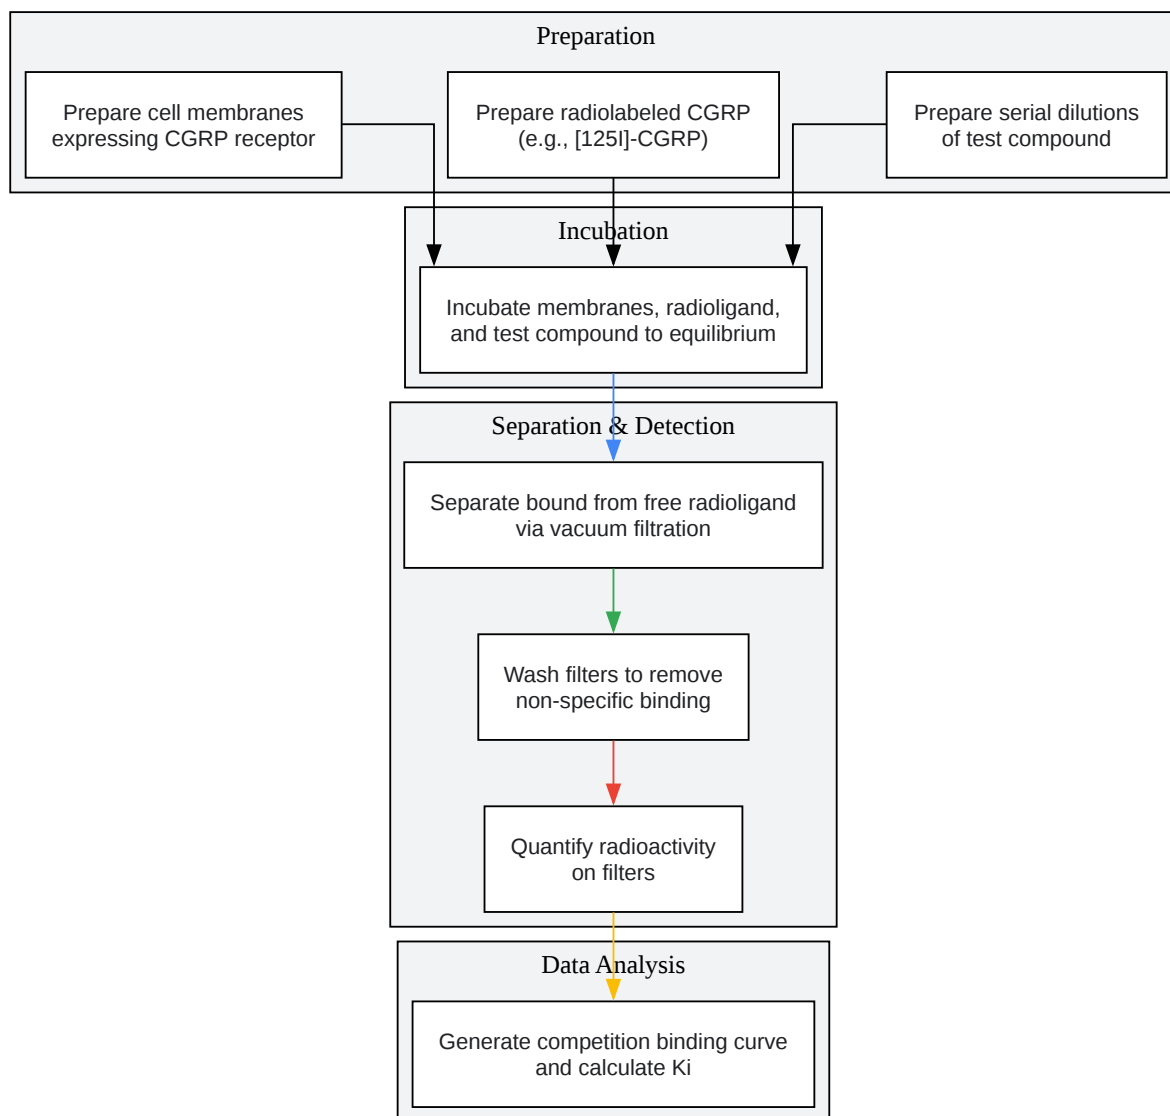 Preparation
Prepare cell membranes
expressing CGRP receptor
Prepare radiolabeled CGRP
(e.g., [125I]-CGRP)
Prepare serial dilutions
of test compound
Incubation
Incubate membranes, radioligand,
and test compound to equilibrium
Separation & Detection
Separate bound from free radioligand
via vacuum filtration
Wash filters to remove
non-specific binding
Quantify radioactivity
on filters
Data Analysis
Generate competition binding curve
and calculate Ki